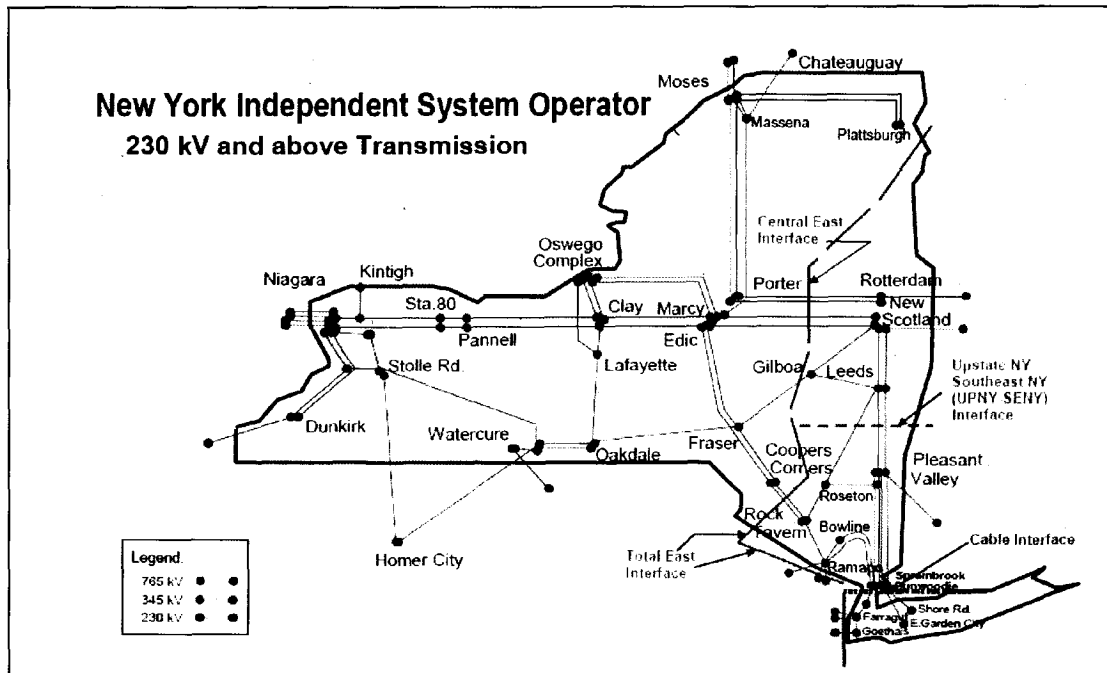 New York Independent System Operator
230 kV and above Transmission
Chateauguay
Moses
Massena
Plattsburgh
Central East
Interface
Oswego
Complex
Niagara
Kintigh
Sta.80
Pannell
Clay
Marcy
Edic
Porter
Rotterdam
New
Scotland
Stolle Rd.
Lafayette
Gilboa
Leeds
Upstate NY
Southeast NY
(UPNY SENY)
Interface
Dunkirk
Watercure
Oakdale
Fraser
Coopers
Corners
Pleasant
Valley
Roseton
Rock
Tavern
Bowline
Homer City
Total East
Interface
Ramapo
Cable Interface
Sprainbrook
Dunwoodie
Shore Rd.
Farragut
E.Garden City
Goethals
Legend.
765 kV
345 kV
230 kV